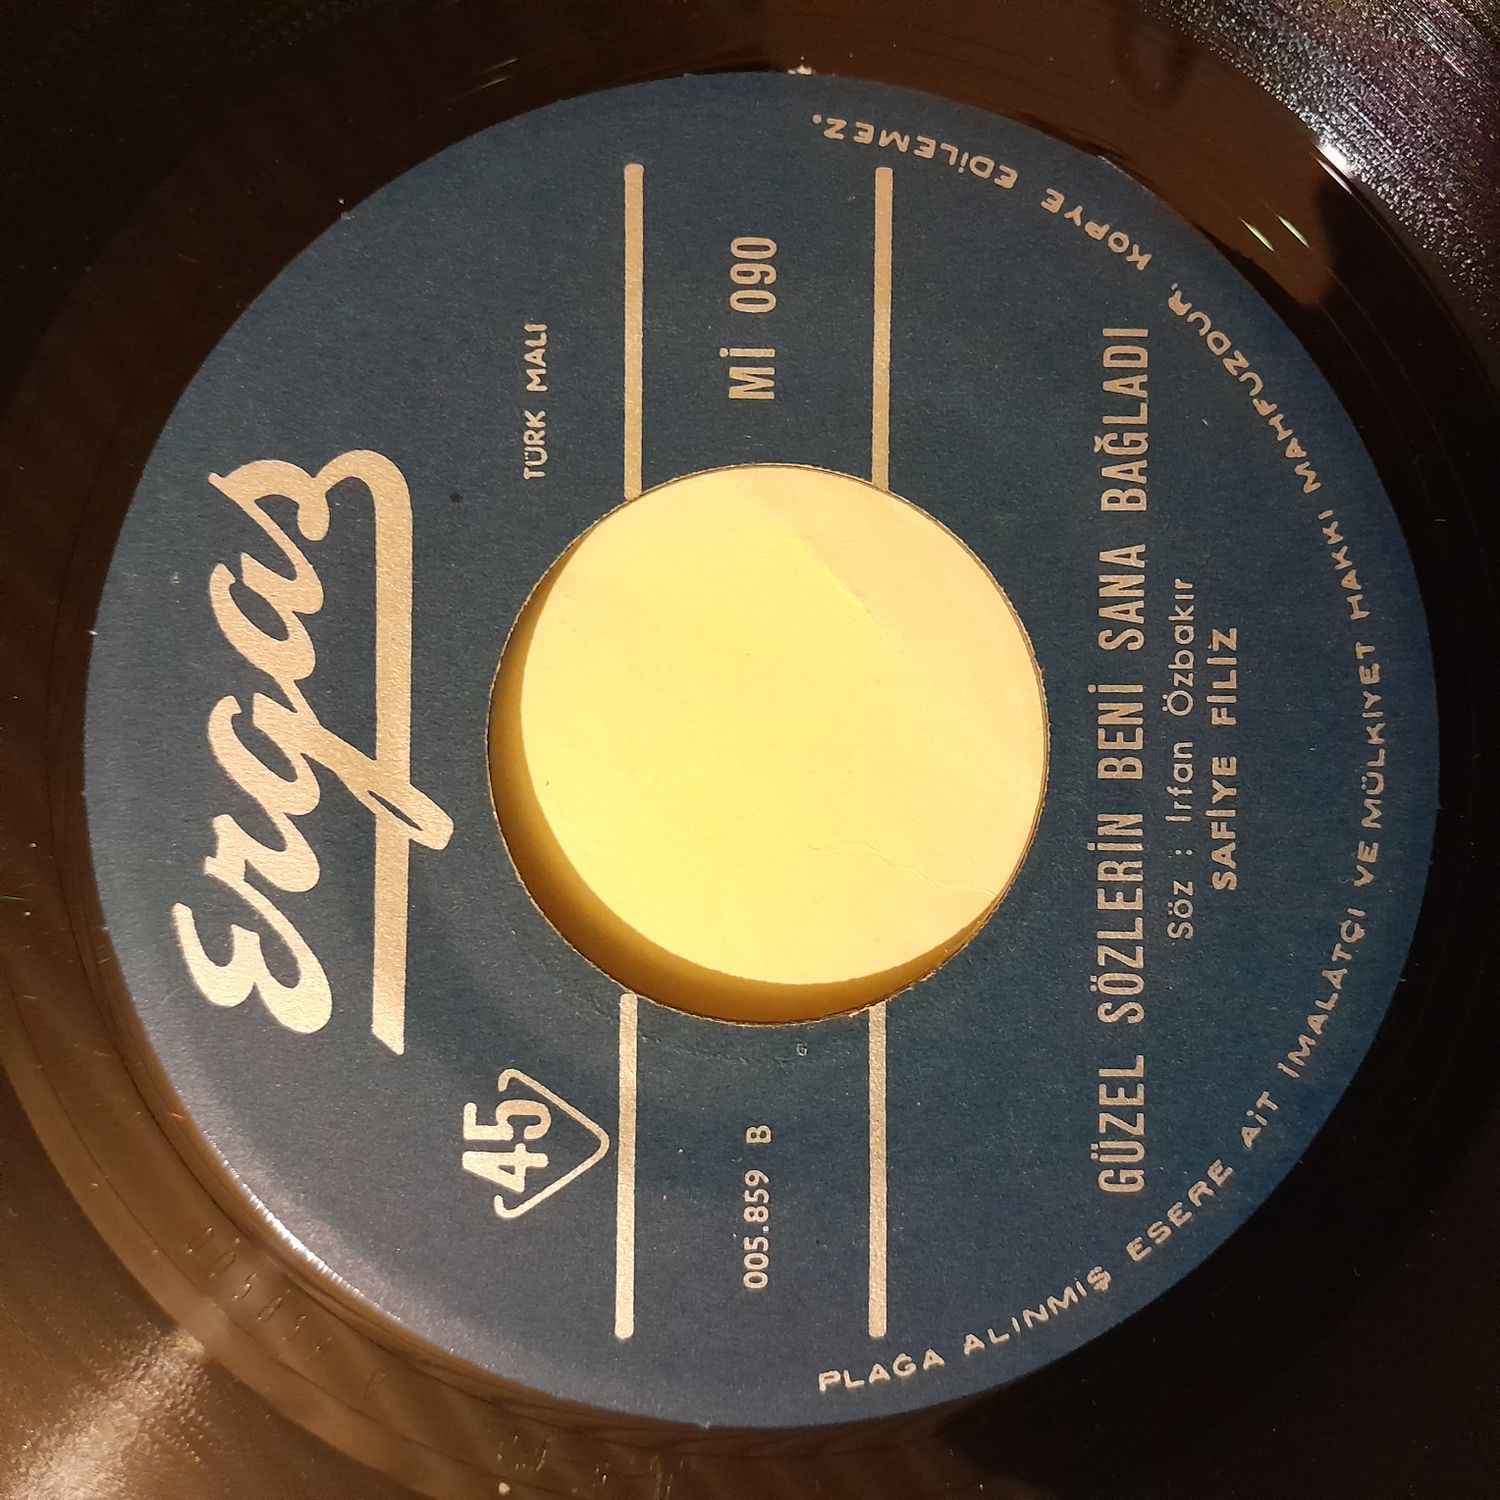 Ergas
45
TÜRK MALI
005.859 B
Mİ 090
GÜZEL SÖZLERİN BENİ SANA BAĞLADI
Söz : İrfan Özbakır
SAFİYE FİLİZ
PLAĞA ALINMIŞ ESERE AİT İMALATÇI VE MÜLKİYET HAKKI MAHFUZDUR. KOPYE EDİLEMEZ.